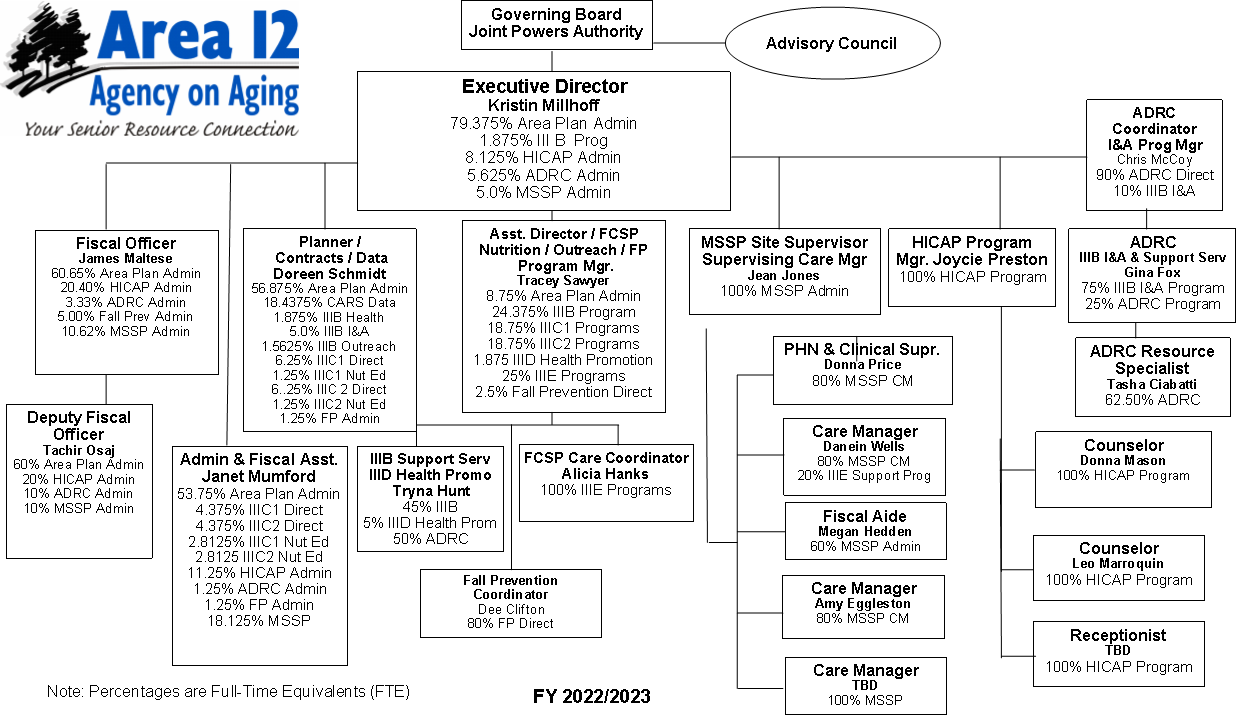 Area 12
Agency on Aging
Your Senior Resource Connection
Governing Board
Joint Powers Authority
Advisory Council
Executive Director
Kristin Millhoff
79.375% Area Plan Admin
1.875% III B Prog
8.125% HICAP Admin
5.625% ADRC Admin
5.0% MSSP Admin
ADRC
Coordinator
I&A Prog Mgr
Chris McCoy
90% ADRC Direct
10% IIIB I&A
Fiscal Officer
James Maltese
60.65% Area Plan Admin
20.40% HICAP Admin
3.33% ADRC Admin
5.00% Fall Prev Admin
10.62% MSSP Admin
Planner /
Contracts / Data
Doreen Schmidt
56.875% Area Plan Admin
18.4375% CARS Data
1.875% IIIB Health
5.0% IIIB I&A
1.5625% IIIB Outreach
6.25% IIIC1 Direct
1.25% IIIC1 Nut Ed
6..25% IIIC 2 Direct
1.25% IIIC2 Nut Ed
1.25% FP Admin
Asst. Director / FCSP
Nutrition / Outreach / FP
Program Mgr.
Tracey Sawyer
8.75% Area Plan Admin
24.375% IIIB Program
18.75% IIIC1 Programs
18.75% IIIC2 Programs
1.875 IIID Health Promotion
25% IIIE Programs
2.5% Fall Prevention Direct
MSSP Site Supervisor
Supervising Care Mgr
Jean Jones
100% MSSP Admin
HICAP Program
Mgr. Joycie Preston
100% HICAP Program
ADRC
IIIB I&A & Support Serv
Gina Fox
75% IIIB I&A Program
25% ADRC Program
ADRC Resource
Specialist
Tasha Ciabatti
62.50% ADRC
PHN & Clinical Supr.
Donna Price
80% MSSP CM
Deputy Fiscal
Officer
Tachir Osaj
60% Area Plan Admin
20% HICAP Admin
10% ADRC Admin
10% MSSP Admin
Admin & Fiscal Asst.
Janet Mumford
53.75% Area Plan Admin
4.375% IIIC1 Direct
4.375% IIIC2 Direct
2.8125% IIIC1 Nut Ed
2.8125 IIIC2 Nut Ed
11.25% HICAP Admin
1.25% ADRC Admin
1.25% FP Admin
18.125% MSSP
IIIB Support Serv
IIID Health Promo
Tryna Hunt
45% IIIB
5% IIID Health Prom
50% ADRC
FCSP Care Coordinator
Alicia Hanks
100% IIIE Programs
Fall Prevention
Coordinator
Dee Clifton
80% FP Direct
Care Manager
Danein Wells
80% MSSP CM
20% IIIE Support Prog
Fiscal Aide
Megan Hedden
60% MSSP Admin
Care Manager
Amy Eggleston
80% MSSP CM
Care Manager
TBD
100% MSSP
Counselor
Donna Mason
100% HICAP Program
Counselor
Leo Marroquin
100% HICAP Program
Receptionist
TBD
100% HICAP Program
Note: Percentages are Full-Time Equivalents (FTE)
FY 2022/2023